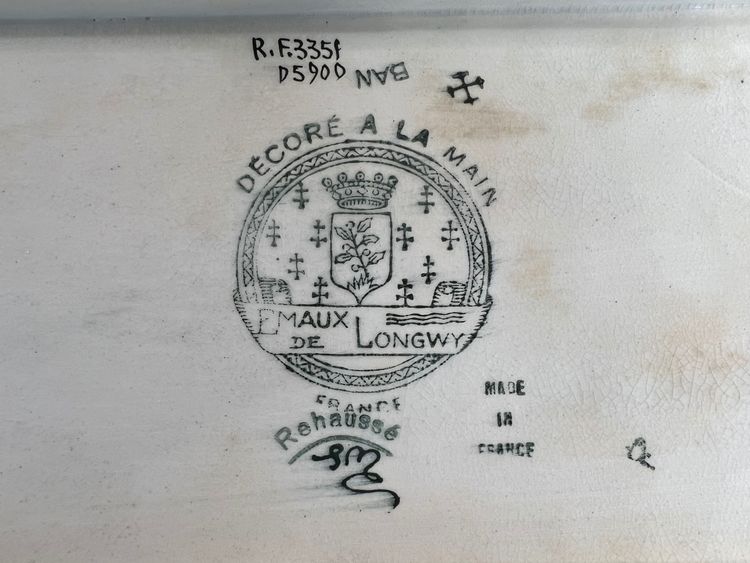 R.F.3351
D5900
BAN
DÉCORÉ A LA MAIN
EMAUX
DE LONGWY
FRANCE
Rehaussé
MADE
IN
FRANCE